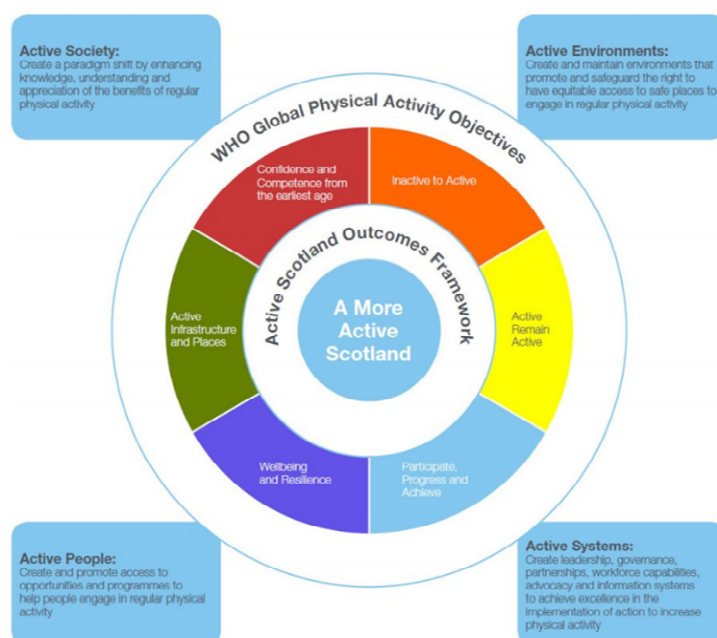 Active Society:
Create a paradigm shift by enhancing
knowledge, understanding and
appreciation of the benefits of regular
physical activity
Active Environments:
Create and maintain environments that
promote and safeguard the right to
have equitable access to safe places to
engage in regular physical activity
WHO Global Physical Activity Objectives
Confidence and
Competence from
the earliest age
Inactive to Active
Active Scotland Outcomes Framework
Active
Infrastructure
and Places
A More
Active
Scotland
Active
Remain
Active
Wellbeing
and Resilience
Participate,
Progress and
Achieve
Active People:
Create and promote access to
opportunities and programmes to
help people engage in regular physical
activity
Active Systems:
Create leadership, governance,
partnerships, workforce capabilities,
advocacy and information systems
to achieve excellence in the
implementation of action to increase
physical activity